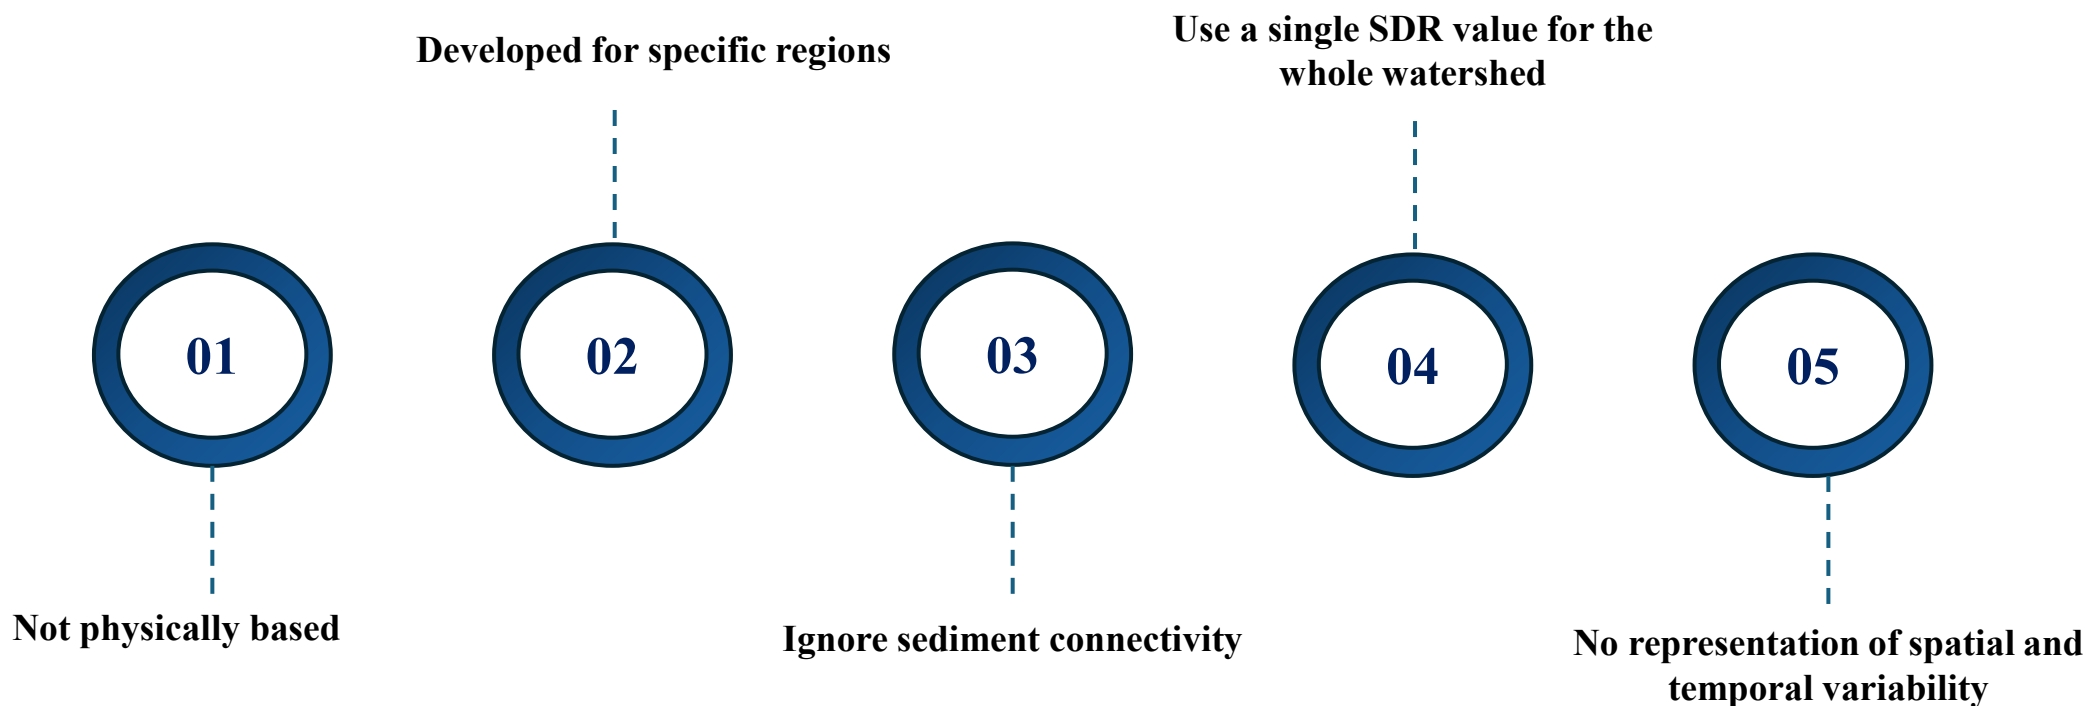 Use a single SDR value for the
whole watershed
Developed for specific regions
01
02
03
04
05
Not physically based
Ignore sediment connectivity
No representation of spatial and
temporal variability